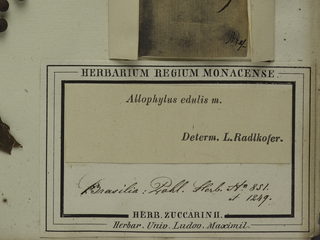 HERBARIUM REGIUM MONACENSE.
Allophylus edulis m.
Determ. L.Radlkofer.
Brasilia: Pohl. Herb. No 851.
1249.
HERB. ZUCCARINII.
Herbar. Univ. Ludov. Maximil.